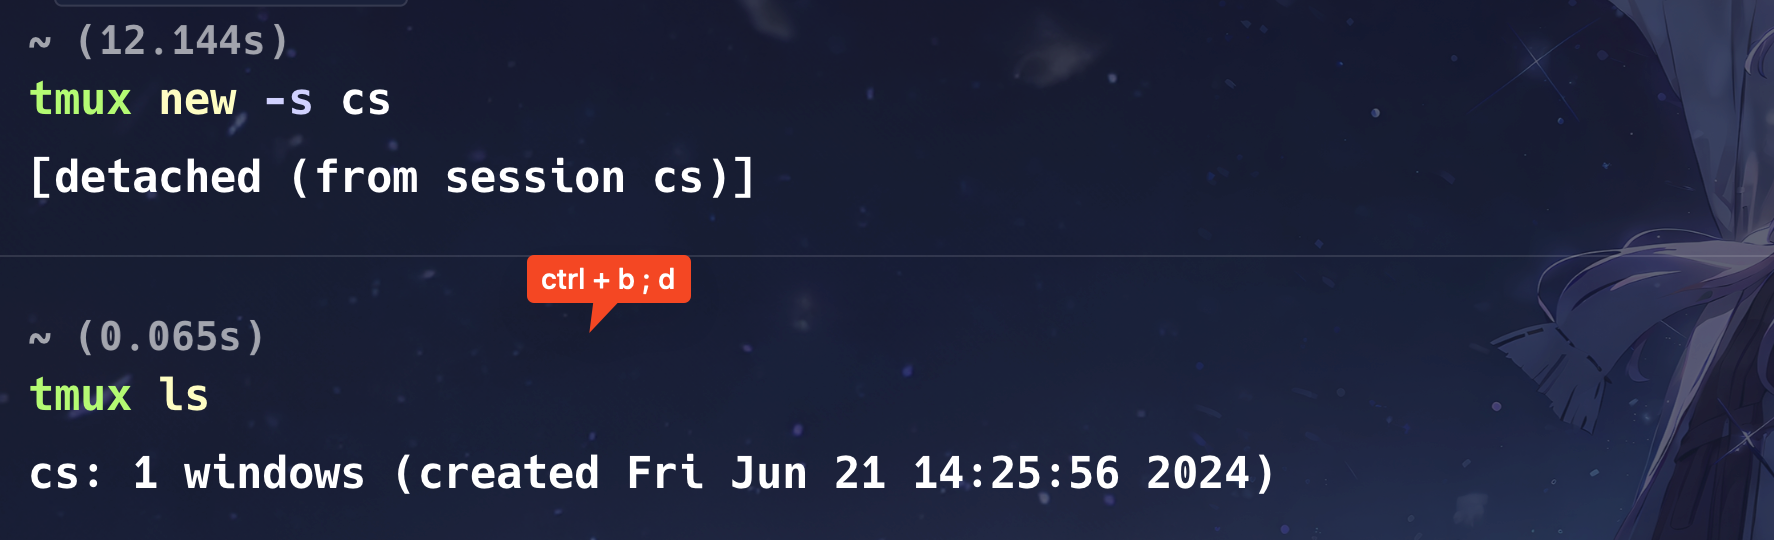 ~ (12.144s)
tmux new -s cs
[detached (from session cs)]
ctrl + b ; d
~ (0.065s)
tmux ls
cs: 1 windows (created Fri Jun 21 14:25:56 2024)